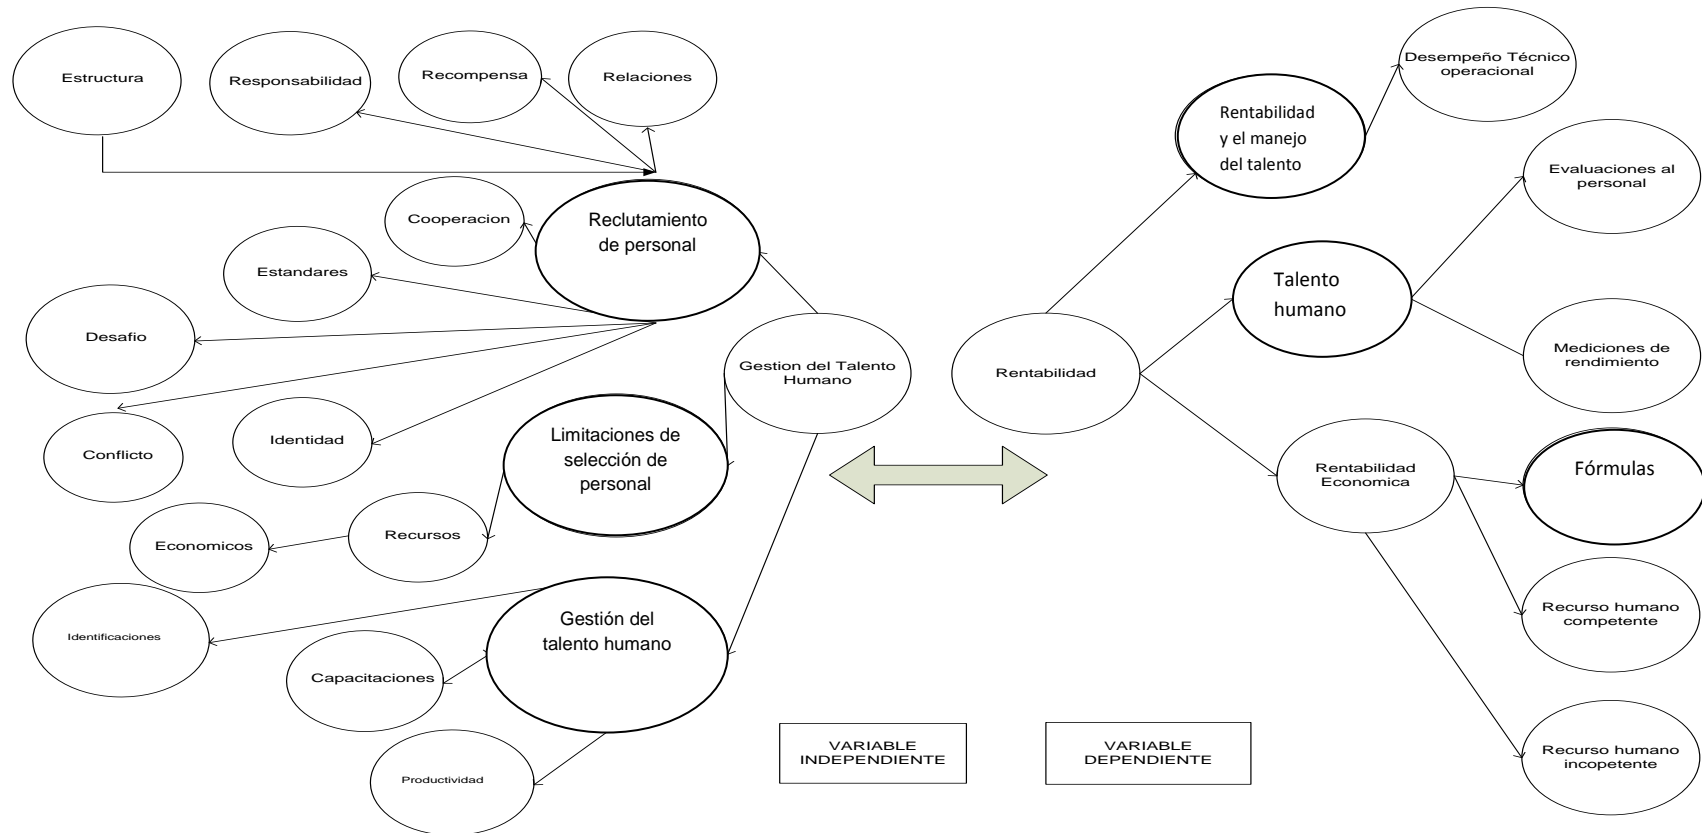 Estructura
Responsabilidad
Recompensa
Relaciones
Desempeño Técnico
operacional
Rentabilidad
y el manejo
del talento
Evaluaciones al
personal
Cooperacion
Reclutamiento
de personal
Estandares
Talento
humano
Desafio
Gestion del Talento
Humano
Rentabilidad
Mediciones de
rendimiento
Conflicto
Identidad
Limitaciones de
selección de
personal
Rentabilidad
Economica
Fórmulas
Economicos
Recursos
Identificaciones
Gestión del
talento humano
Recurso humano
competente
Capacitaciones
Productividad
VARIABLE
INDEPENDIENTE
VARIABLE
DEPENDIENTE
Recurso humano
incopetente